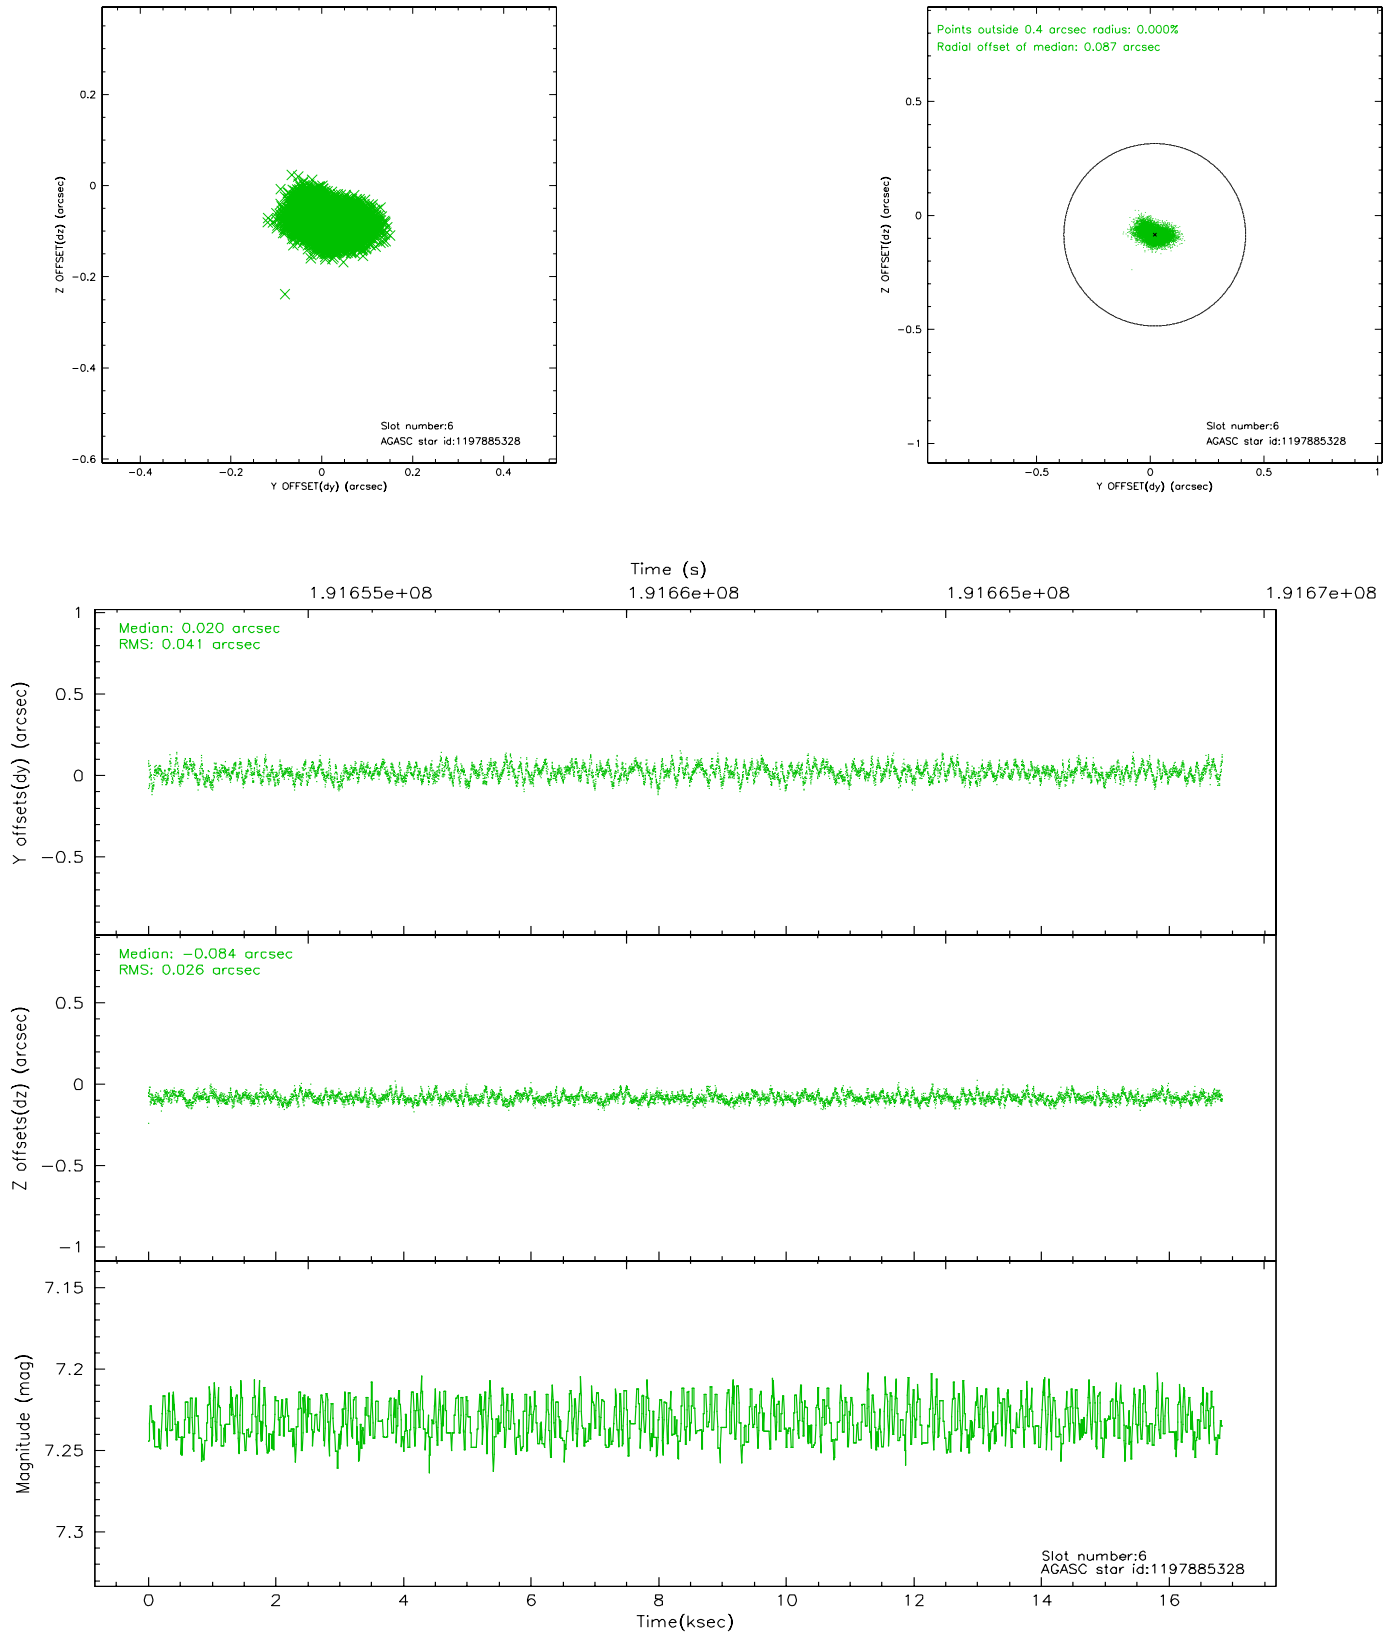 0.2
0
−0.2
−0.4
−0.6
Z OFFSET(dz) (arcsec)
−0.4
−0.2
0
0.2
0.4
Y OFFSET(dy) (arcsec)
Slot number:6
AGASC star id:1197885328
Points outside 0.4 arcsec radius: 0.000%
Radial offset of median: 0.087 arcsec
0.5
0
−0.5
−1
Z OFFSET(dz) (arcsec)
−0.5
0
0.5
1
Y OFFSET(dy) (arcsec)
Slot number:6
AGASC star id:1197885328
Time (s)
1.91655e+08
1.9166e+08
1.91665e+08
1.9167e+08
Median: 0.020 arcsec
RMS: 0.041 arcsec
1
0.5
0
−0.5
Y offsets(dy) (arcsec)
Median: −0.084 arcsec
RMS: 0.026 arcsec
0.5
0
−0.5
−1
Z offsets(dz) (arcsec)
7.15
7.2
7.25
7.3
Magnitude (mag)
Slot number:6
AGASC star id:1197885328
0
2
4
6
8
10
12
14
16
Time(ksec)